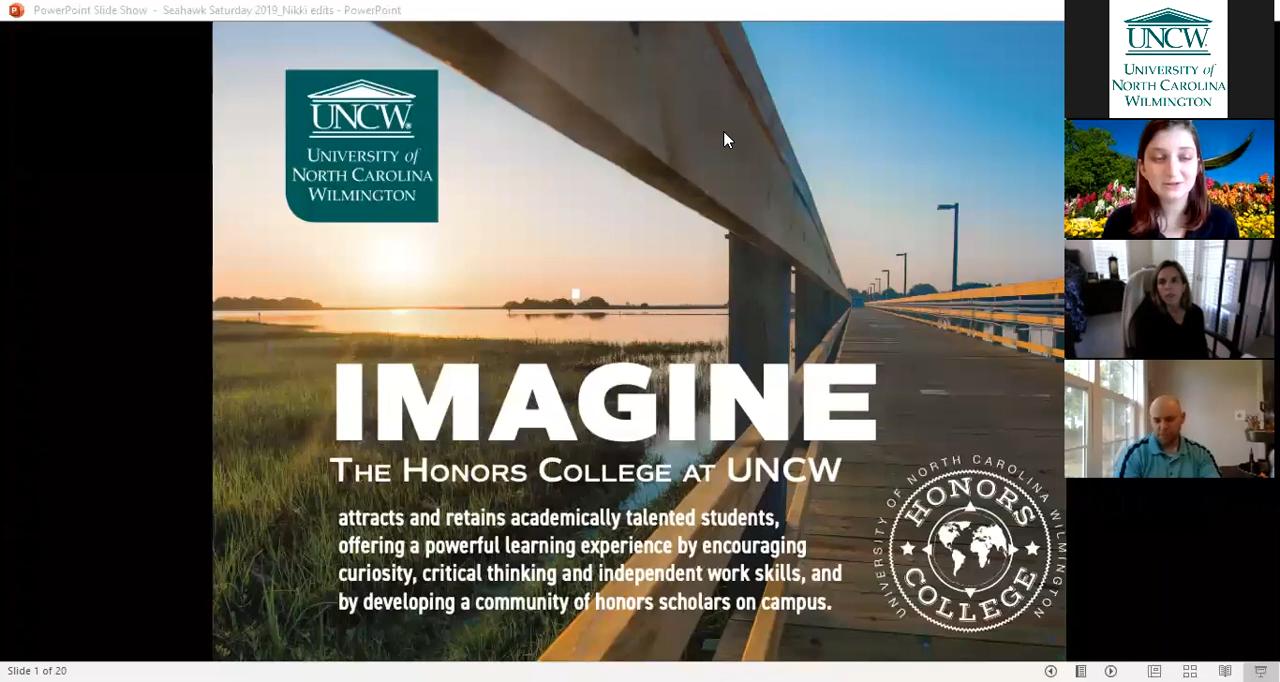 PowerPoint Slide Show - Seahawk Saturday 2019_Nikki edits - PowerPoint
UNCW®
UNIVERSITY of
NORTH CAROLINA
WILMINGTON
UNCW
UNIVERSITY of
NORTH CAROLINA
WILMINGTON
IMAGINE
THE HONORS COLLEGE AT UNCW
attracts and retains academically talented students,
offering a powerful learning experience by encouraging
curiosity, critical thinking and independent work skills, and
by developing a community of honors scholars on campus.
UNIVERSITY OF NORTH CAROLINA WILMINGTON
HONORS
COLLEGE
Slide 1 of 20